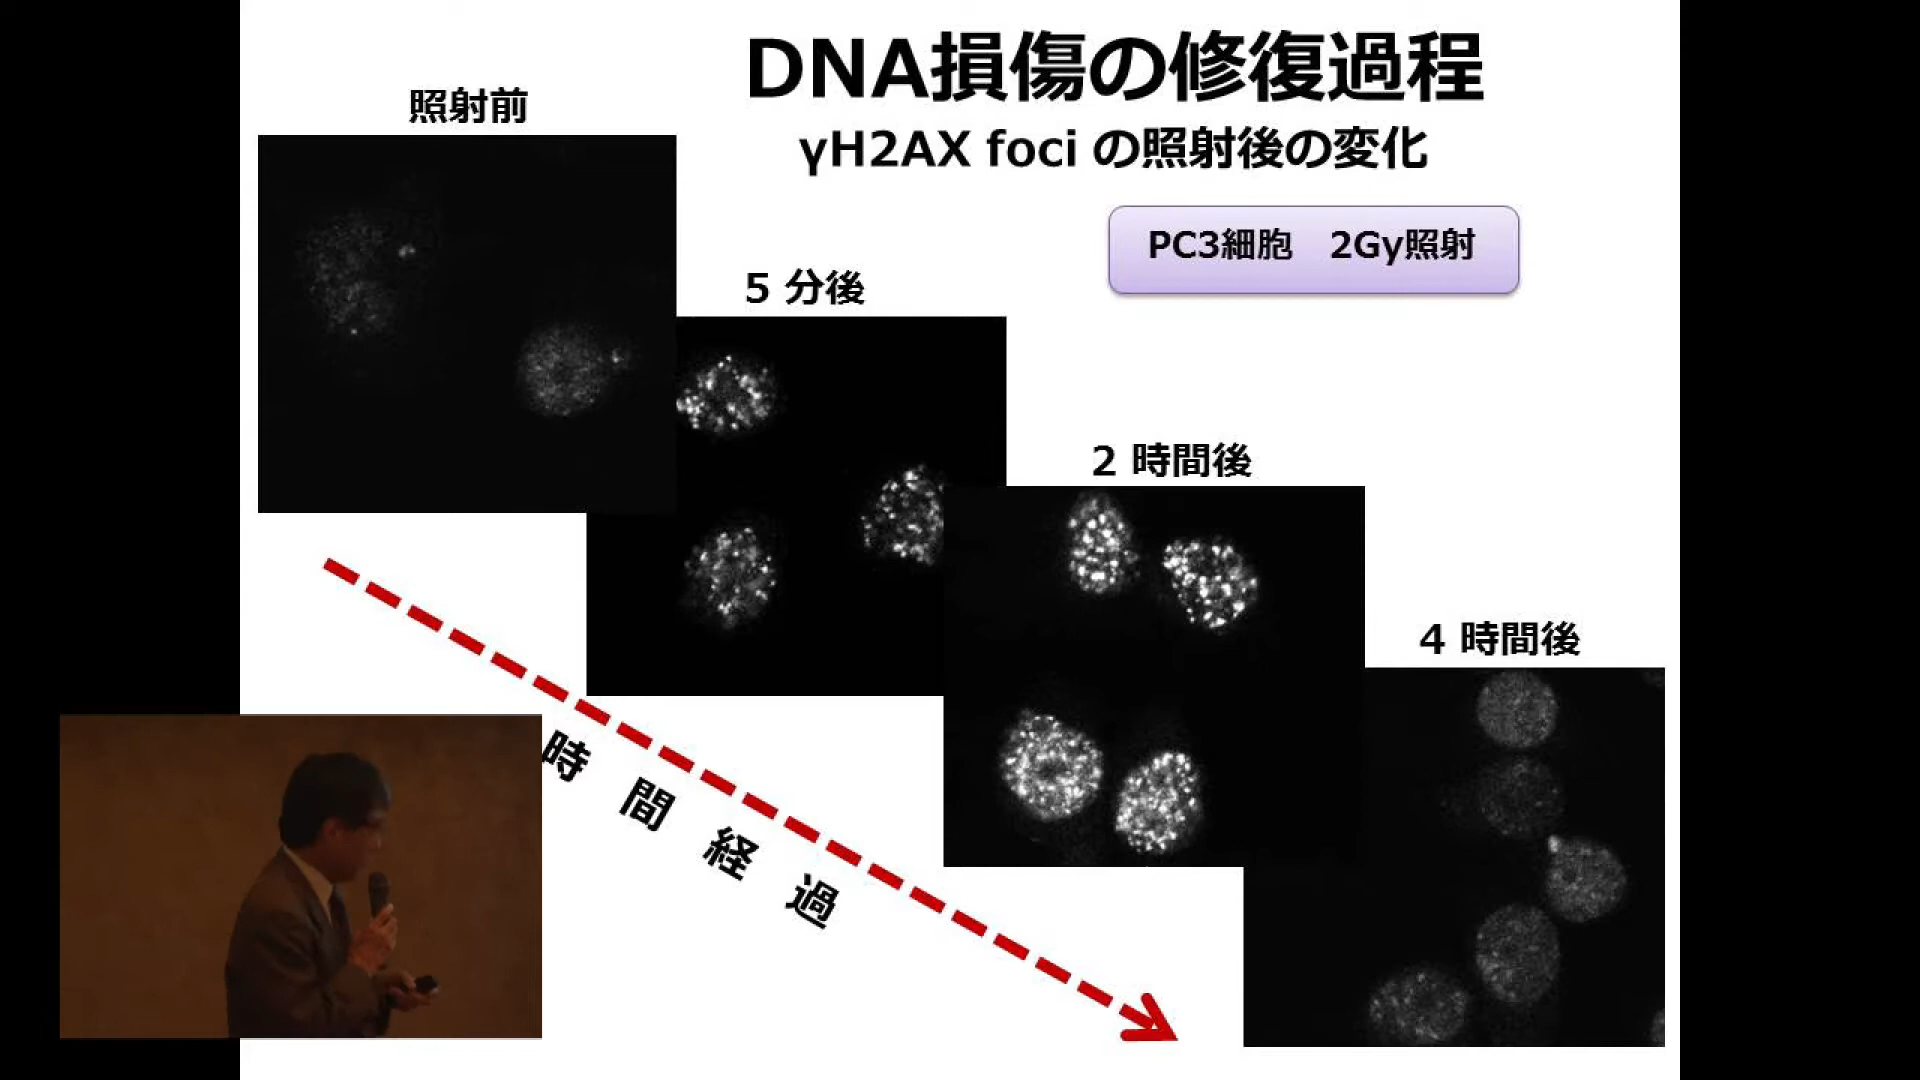 DNA損傷の修復過程
γH2AX foci の照射後の変化
PC3細胞　2Gy照射
照射前
5 分後
2 時間後
4 時間後
時 間 経 過